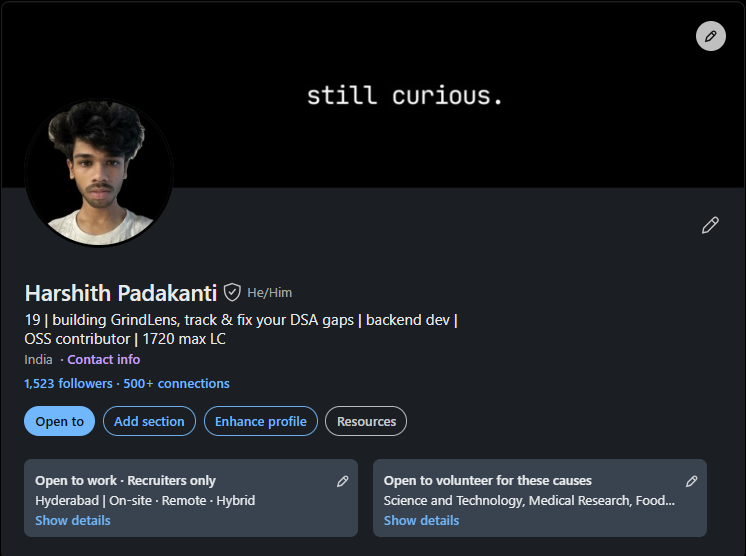 still curious.
Harshith Padakanti He/Him
19 | building GrindLens, track & fix your DSA gaps | backend dev |
OSS contributor | 1720 max LC
India · Contact info
1,523 followers · 500+ connections
Open to
Add section
Enhance profile
Resources
Open to work · Recruiters only
Hyderabad | On-site · Remote · Hybrid
Show details
Open to volunteer for these causes
Science and Technology, Medical Research, Food...
Show details